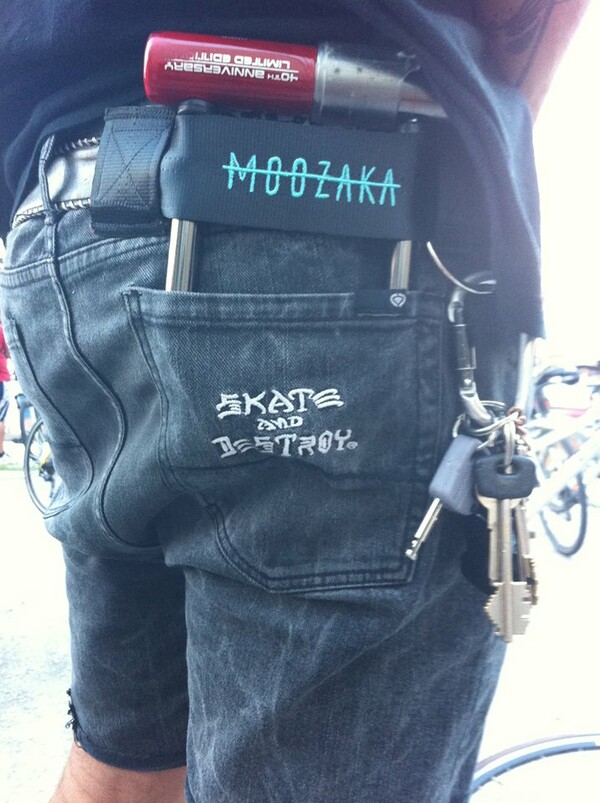 40TH ANNIVERSARY
LIMITED EDITION
MOOZAKA
SKATE
AND
DESTROY®